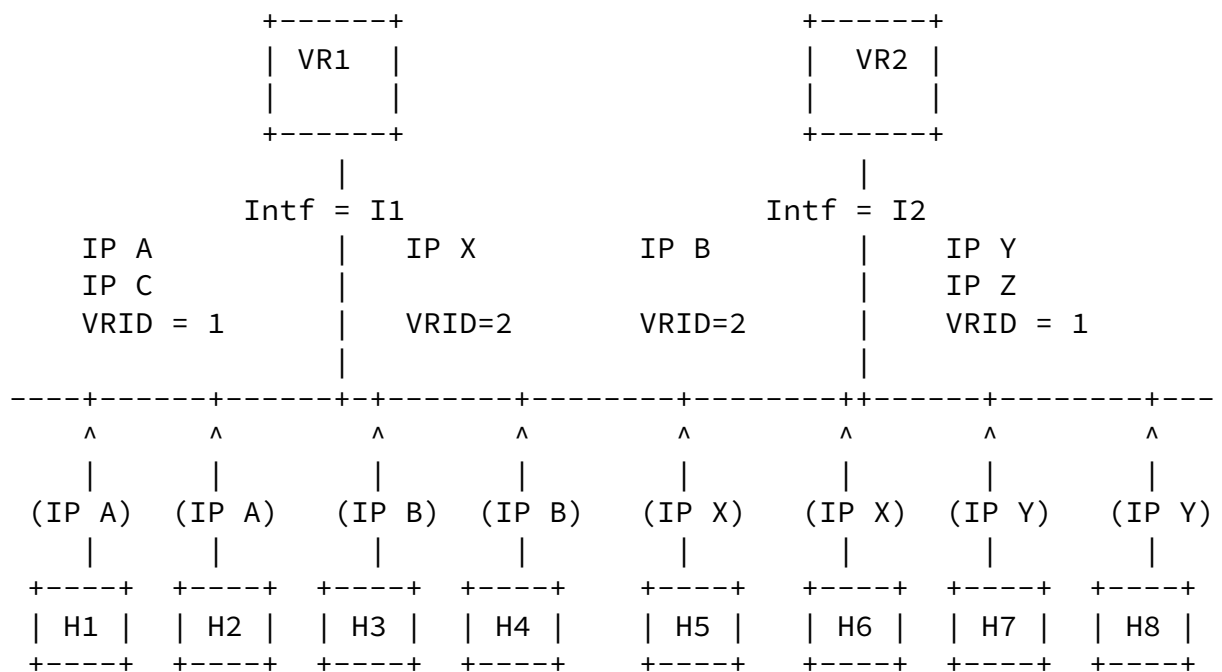 VR1 VR2
Intf = I1 Intf = I2
IP A IP X IP B IP Y
IP C IP Z
VRID = 1 VRID=2 VRID=2 VRID = 1
(IP A) (IP A) (IP B) (IP B) (IP X) (IP X) (IP Y) (IP Y)
H1 H2 H3 H4 H5 H6 H7 H8